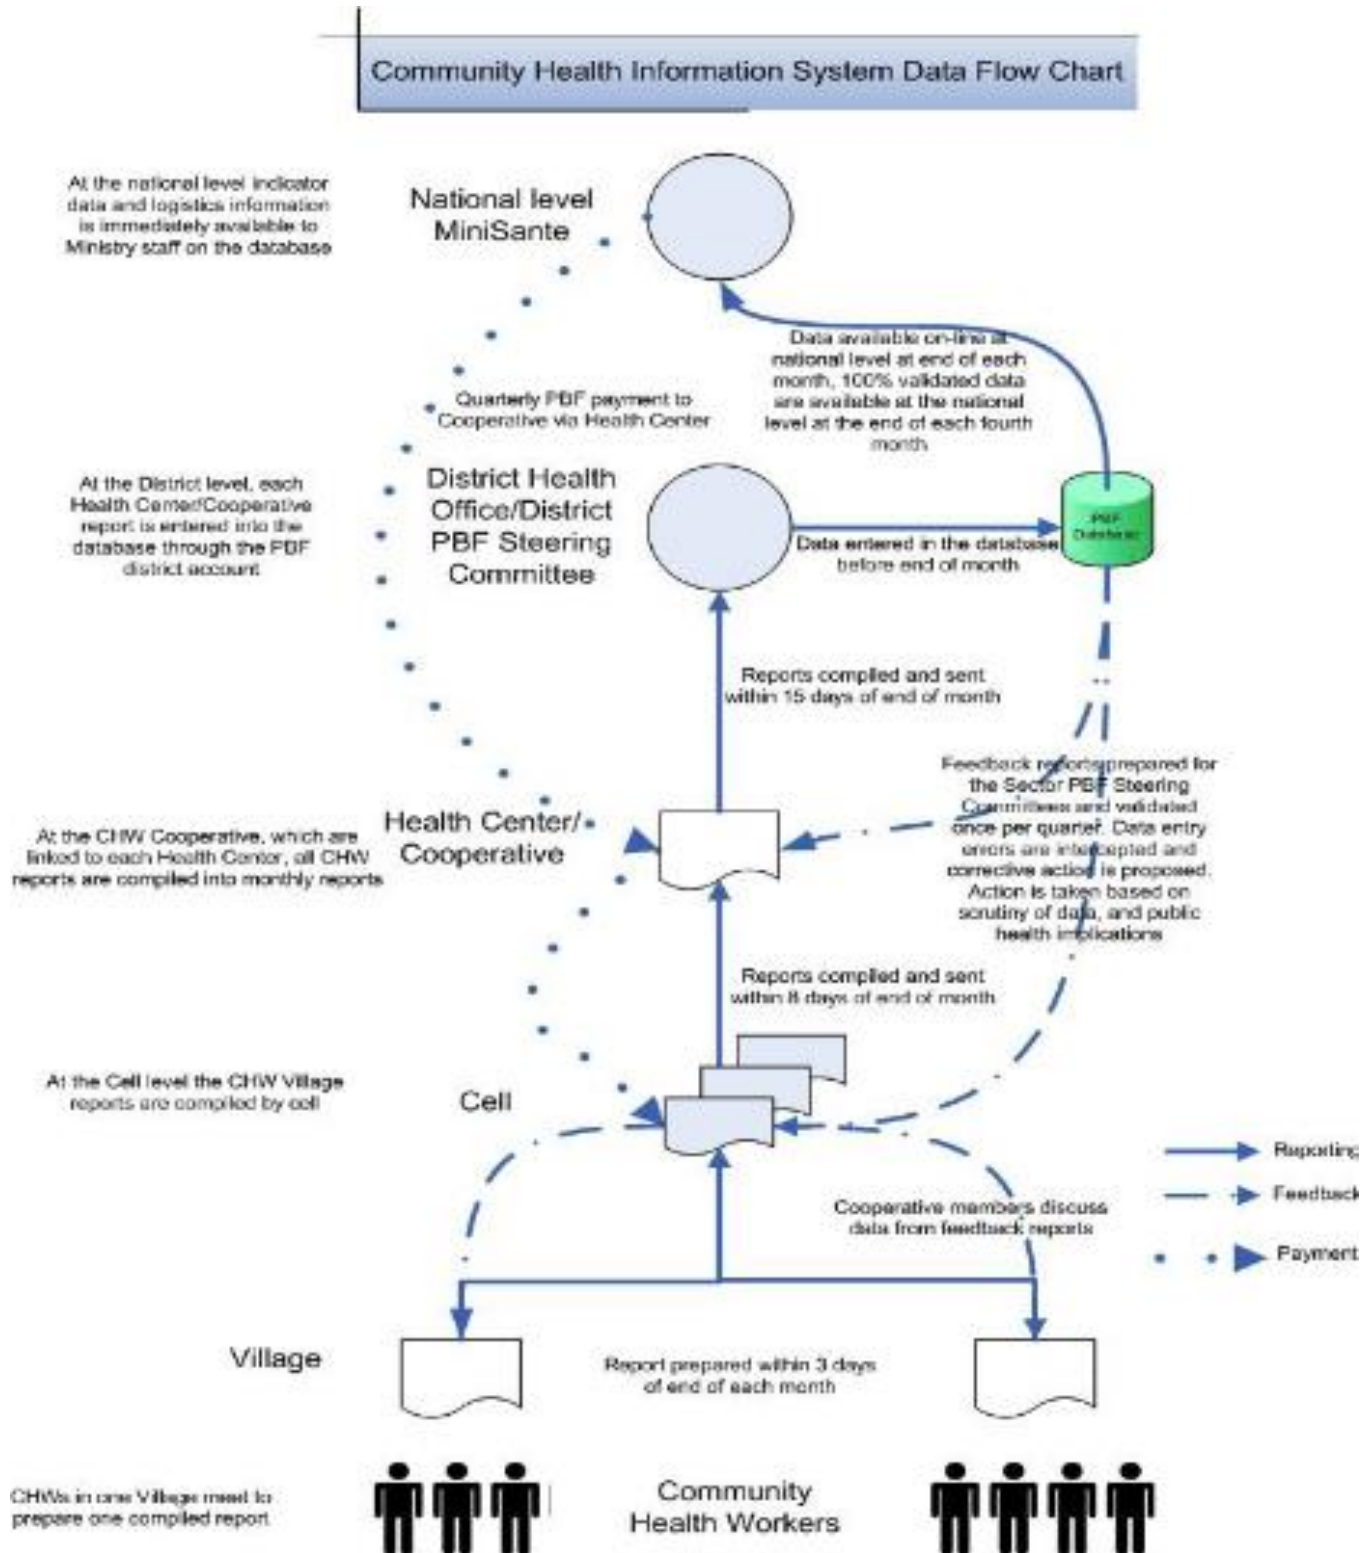 Community Health Information System Data Flow Chart
At the national level indicator
data and logistics information
is immediately available to
Ministry staff on the database
National level
MiniSante
Data available on-line at
national level at end of each
month, 100% validated data
are available at the national
level at the end of each fourth
month
Quarterly PBF payment to
Cooperative via Health Center
At the District level, each
Health Center/Cooperative
report is entered into the
database through the PBF
district account
District Health
Office/District
PBF Steering
Committee
PBF
Database
Data entered in the database
before end of month
Reports compiled and sent
within 15 days of end of month
Feedback reports prepared for
the Sector PBF Steering
Committees and validated
once per quarter. Data entry
errors are intercepted and
corrective action is proposed.
Action is taken based on
scrutiny of data, and public
health implications
At the CHW Cooperative, which are
linked to each Health Center, all CHW
reports are compiled into monthly reports
Health Center/
Cooperative
Reports compiled and sent
within 8 days of end of month
At the Cell level the CHW Village
reports are compiled by cell
Cell
Reporting
Feedback
Payment
Cooperative members discuss
data from feedback reports
Village
Report prepared within 3 days
of end of each month
CHWs in one Village meet to
prepare one compiled report
Community
Health Workers